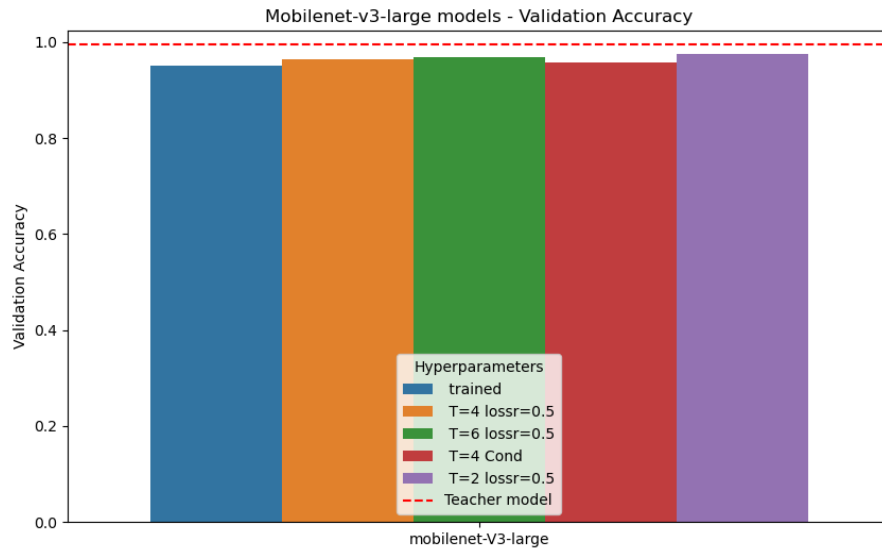 Mobilenet-v3-large models - Validation Accuracy
Validation Accuracy
1.0
0.8
0.6
0.4
0.2
0.0
Hyperparameters
trained
T=4 lossr=0.5
T=6 lossr=0.5
T=4 Cond
T=2 lossr=0.5
Teacher model
mobilenet-V3-large